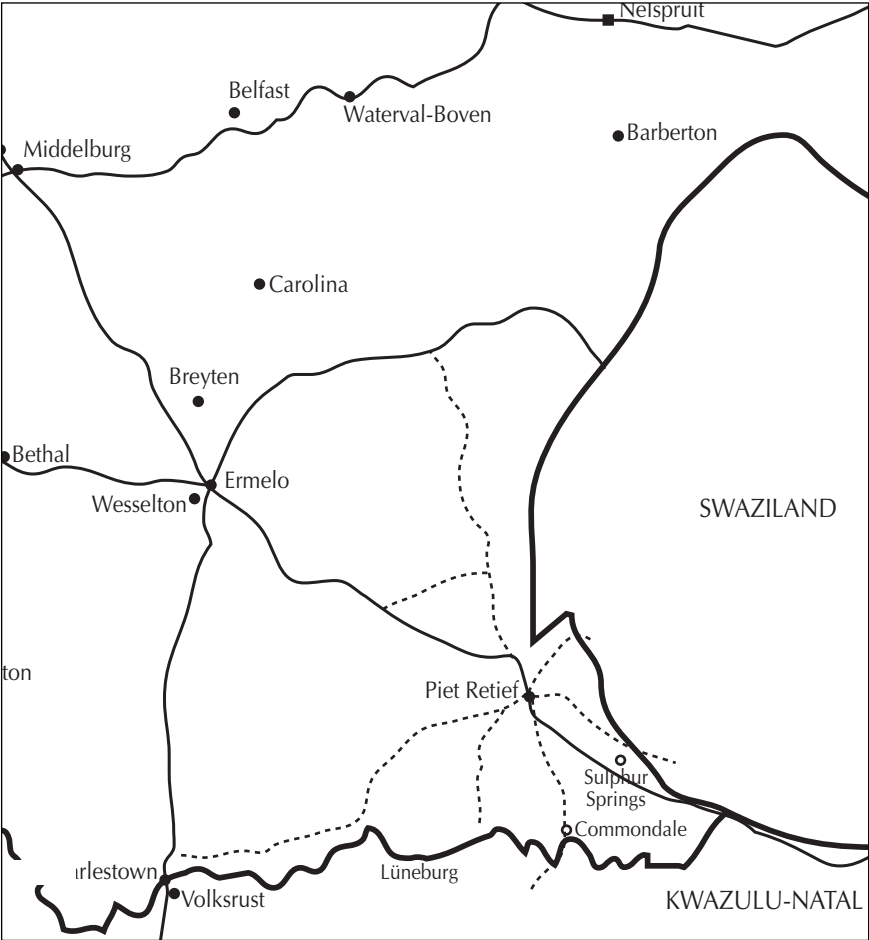 Nelspruit
Belfast
Waterval-Boven
Barberton
Middelburg
Carolina
Breyten
Bethal
Ermelo
Wesselton
SWAZILAND
ton
Piet Retief
Sulphur
Springs
Commondale
rlestown
Lüneburg
Volksrust
KWAZULU-NATAL